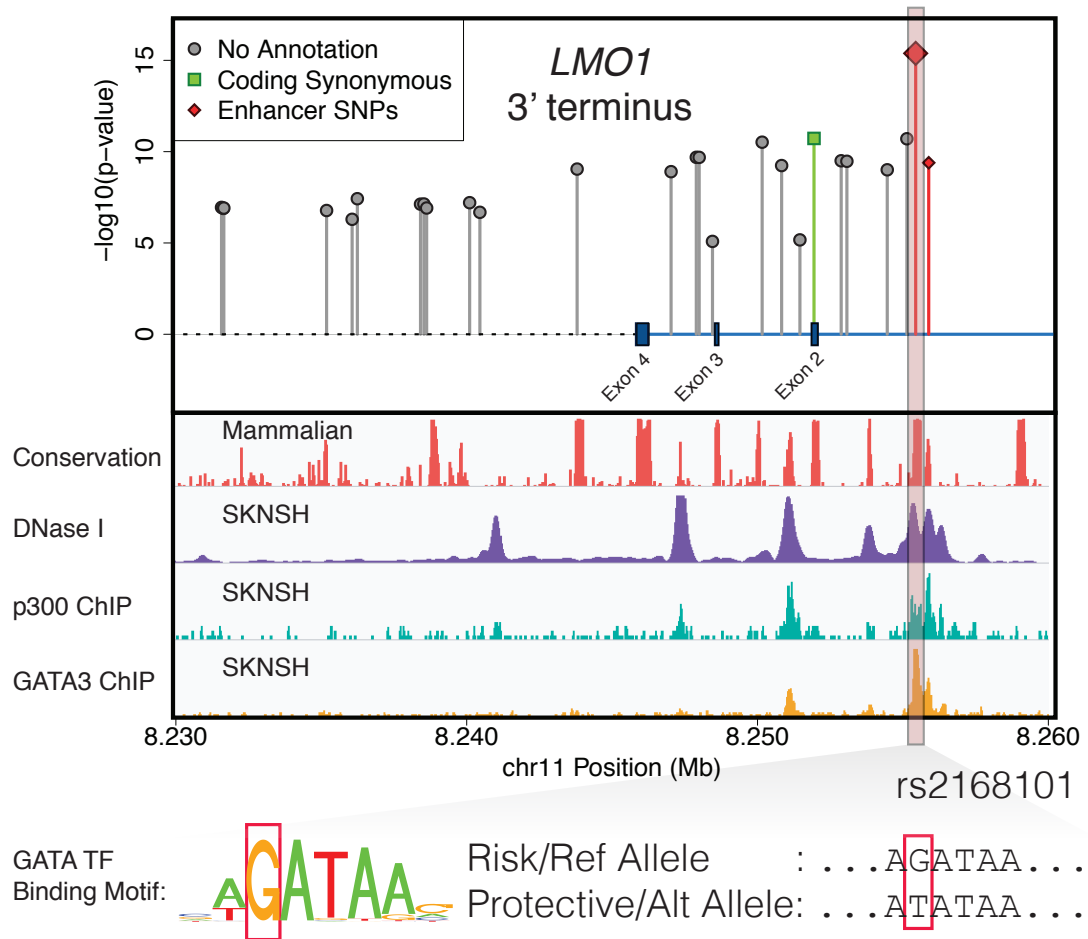 No Annotation
Coding Synonymous
Enhancer SNPs
LMO1
3’ terminus
−log10(p−value)
15
10
5
0
Exon 4
Exon 3
Exon 2
Conservation
Mammalian
DNase I
SKNSH
p300 ChIP
SKNSH
GATA3 ChIP
SKNSH
8.230
8.240
8.250
8.260
chr11 Position (Mb)
rs2168101
GATA TF
Binding Motif:
AGATAA
T
Risk/Ref Allele : ...AGATAA...
Protective/Alt Allele: ...ATATAA...